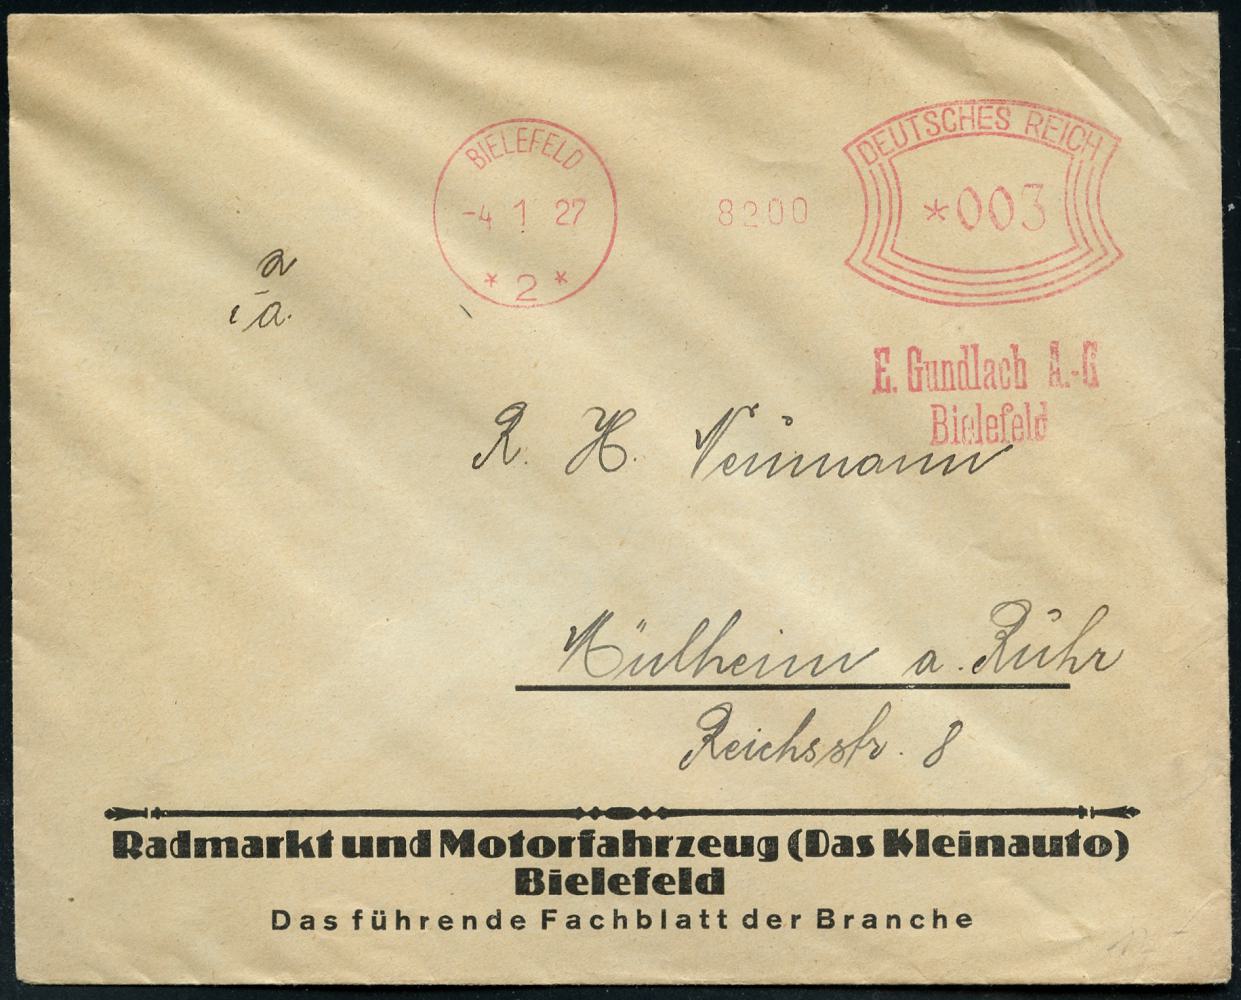 BIELEFELD
-4 1 27
* 2 *
8200
DEUTSCHES REICH
*003
E. Gundlach A.-G
Bielefeld
R. H. Neumann
Mülheim a. Ruhr
Reichsstr. 8
Radmarkt und Motorfahrzeug (Das Kleinauto)
Bielefeld
Das führende Fachblatt der Branche